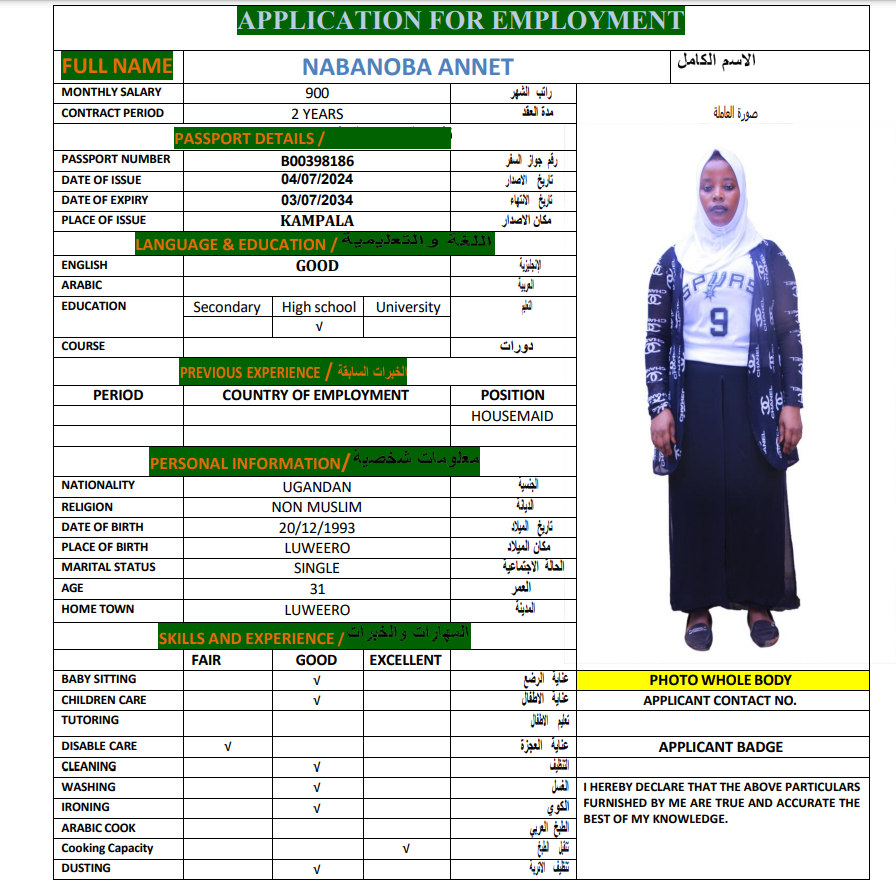 APPLICATION FOR EMPLOYMENT
FULL NAME NABANOBA ANNET الاسم الكامل
MONTHLY SALARY 900 راتب الشهر
CONTRACT PERIOD 2 YEARS مدة العقد
صورة العاملة
PASSPORT DETAILS /
PASSPORT NUMBER B00398186 رقم جواز السفر
DATE OF ISSUE 04/07/2024 تاريخ الاصدار
DATE OF EXPIRY 03/07/2034 تاريخ الانتهاء
PLACE OF ISSUE KAMPALA مكان الاصدار
LANGUAGE & EDUCATION / اللغة والتعليمية
ENGLISH GOOD الإنجليزية
ARABIC العربية
EDUCATION Secondary High school University التعليم
√
COURSE دورات
PREVIOUS EXPERIENCE / الخبرات السابقة
PERIOD COUNTRY OF EMPLOYMENT POSITION
HOUSEMAID
PERSONAL INFORMATION/ معلومات شخصية
NATIONALITY UGANDAN الجنسية
RELIGION NON MUSLIM الديانة
DATE OF BIRTH 20/12/1993 تاريخ الميلاد
PLACE OF BIRTH LUWEERO مكان الميلاد
MARITAL STATUS SINGLE الحالة الاجتماعية
AGE 31 العمر
HOME TOWN LUWEERO المدينة
SKILLS AND EXPERIENCE / المهارات والخبرات
FAIR GOOD EXCELLENT
BABY SITTING √ عناية الرضع
CHILDREN CARE √ عناية الاطفال
TUTORING تعليم الاطفال
DISABLE CARE √ عناية العجزة
CLEANING √ التنظيف
WASHING √ الغسل
IRONING √ الكوي
ARABIC COOK الطبخ العربي
Cooking Capacity √ الطبخ
DUSTING √ تنظيف الاتربة
SPURS
9
CHANEL
PHOTO WHOLE BODY
APPLICANT CONTACT NO.
APPLICANT BADGE
I HEREBY DECLARE THAT THE ABOVE PARTICULARS
FURNISHED BY ME ARE TRUE AND ACCURATE THE
BEST OF MY KNOWLEDGE.